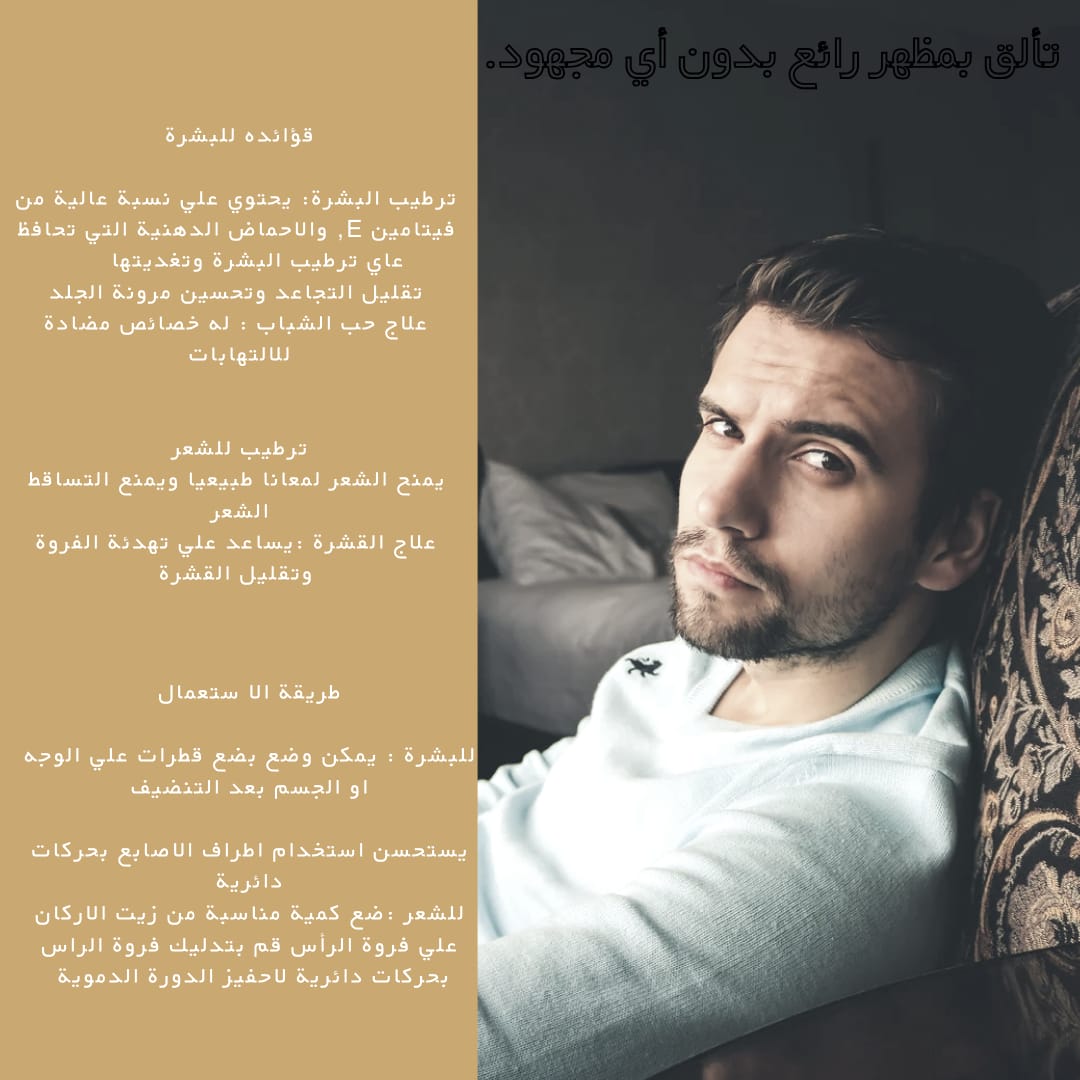 تألق بمظهر رائع بدون أي مجهود.
قؤائده للبشرة
ترطيب البشرة: يحتوي علي نسبة عالية من
فيتامين E, والاحماض الدهنية التي تحافظ
عاي ترطيب البشرة وتغديتها
تقليل التجاعد وتحسين مرونة الجلد
علاج حب الشباب : له خصائص مضادة
للالتهابات
ترطيب للشعر
يمنح الشعر لمعانا طبيعيا ويمنع التساقط
الشعر
علاج القشرة :يساعد علي تهدئة الفروة
وتقليل القشرة
طريقة الا ستعمال
للبشرة : يمكن وضع بضع قطرات علي الوجه
او الجسم بعد التنضيف
يستحسن استخدام اطراف الاصابع بحركات
دائرية
للشعر :ضع كمية مناسبة من زيت الاركان
علي فروة الرأس قم بتدليك فروة الراس
بحركات دائرية لاحفيز الدورة الدموية